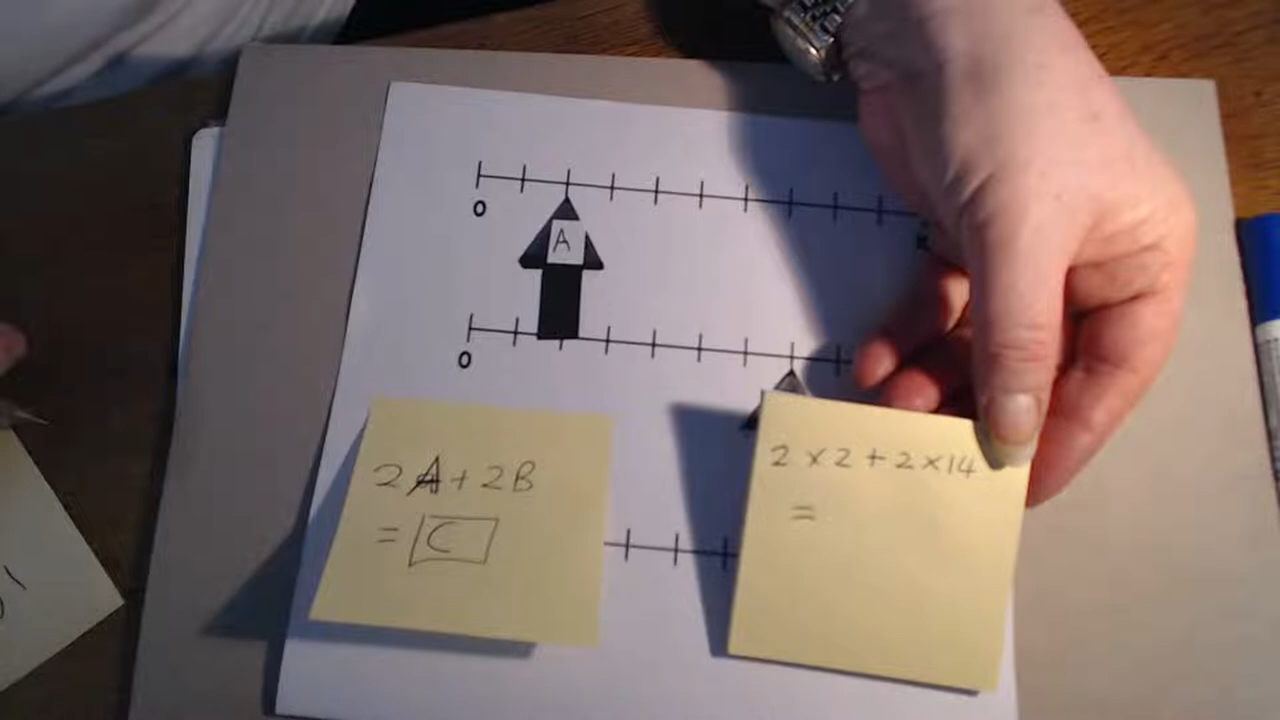 0
A
0
2A + 2B
= C
2 × 2 + 2 × 14
=